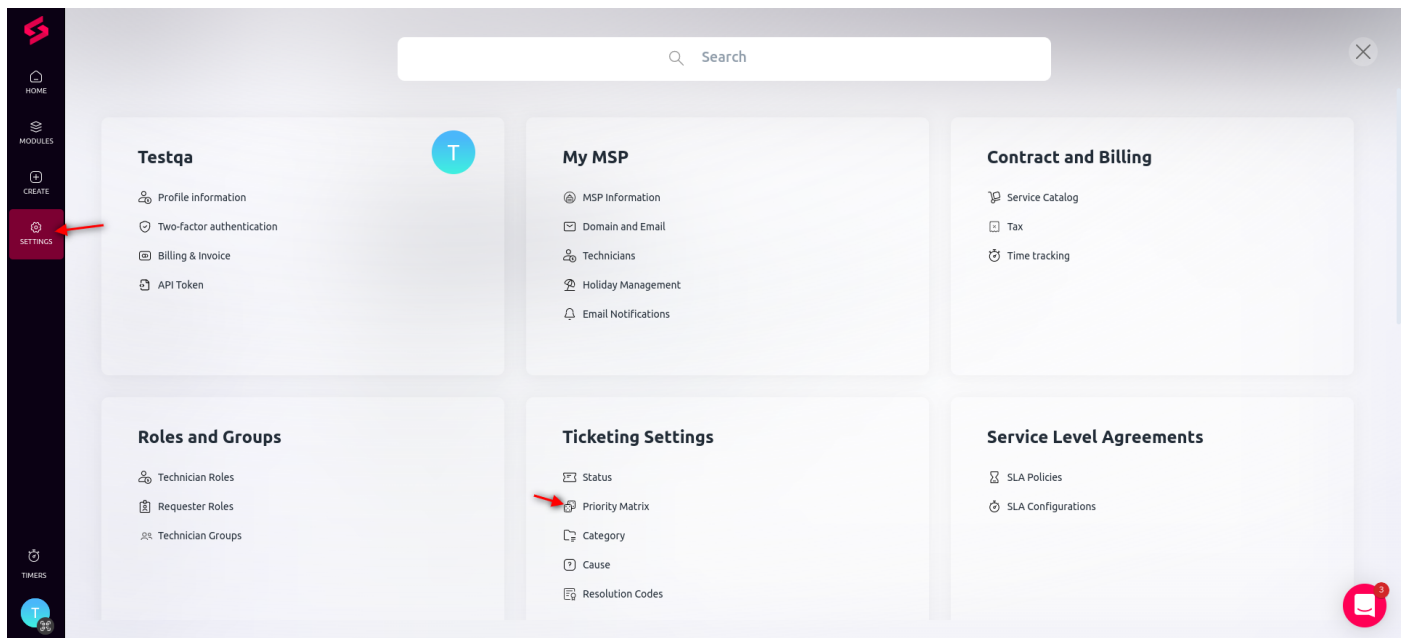 Search
HOME
MODULES
CREATE
SETTINGS
Testqa
T
Profile information
Two-factor authentication
Billing & Invoice
API Token
My MSP
MSP Information
Domain and Email
Technicians
Holiday Management
Email Notifications
Contract and Billing
Service Catalog
Tax
Time tracking
Roles and Groups
Technician Roles
Requester Roles
Technician Groups
Ticketing Settings
Status
Priority Matrix
Category
Cause
Resolution Codes
Service Level Agreements
SLA Policies
SLA Configurations
TIMERS
T
3